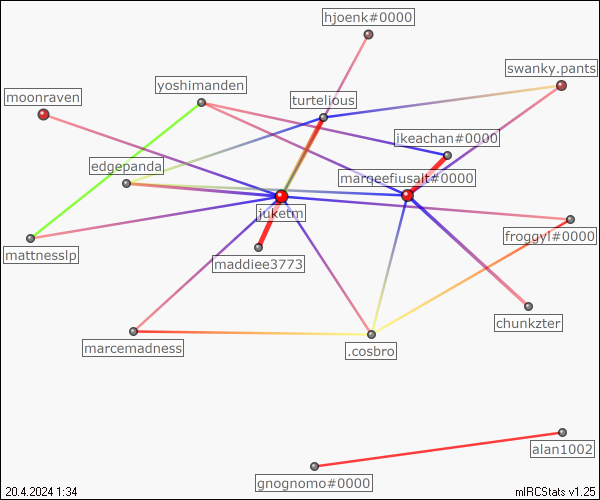 hjoenk#0000
swanky.pants
yoshimanden
moonraven
turtelious
ikeachan#0000
edgepanda
marqeefiusalt#0000
juketm
froggyl#0000
mattnesslp
maddiee3773
chunkzter
marcemadness
.cosbro
alan1002
gnognomo#0000
20.4.2024 1:34
mIRCStats v1.25